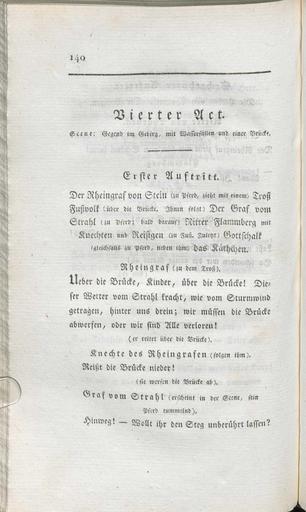 140
Vierter Act.
Scene: Gegend im Gebirg, mit Wasserfällen und einer Brücke.
Erster Auftritt.
Der Rheingraf von Stein (zu Pferd, zieht mit einem) Troß
Fußvolk (über die Brücke. Ihnen folgt) Der Graf vom
Strahl (zu Pferd; bald darauf) Ritter Flammberg mit
Knechten und Reisigen (zu Fuß. Zuletzt) Gottschalk
(gleichfalls zu Pferd, neben ihm) das Käthchen.
Rheingraf (zu dem Troß).
Ueber die Brücke, Kinder, über die Brücke! Die-
ser Wetter vom Strahl kracht, wie vom Sturmwind
getragen, hinter uns drein; wir müssen die Brücke
abwerfen, oder wir sind Alle verloren!
(er reitet über die Brücke).
Knechte des Rheingrafen (folgen ihm).
Reißt die Brücke nieder!
(sie werfen die Brücke ab).
Graf vom Strahl (erscheint in der Scene, sein
Pferd tummelnd).
Hinweg! — Wollt ihr den Steg unberührt lassen?